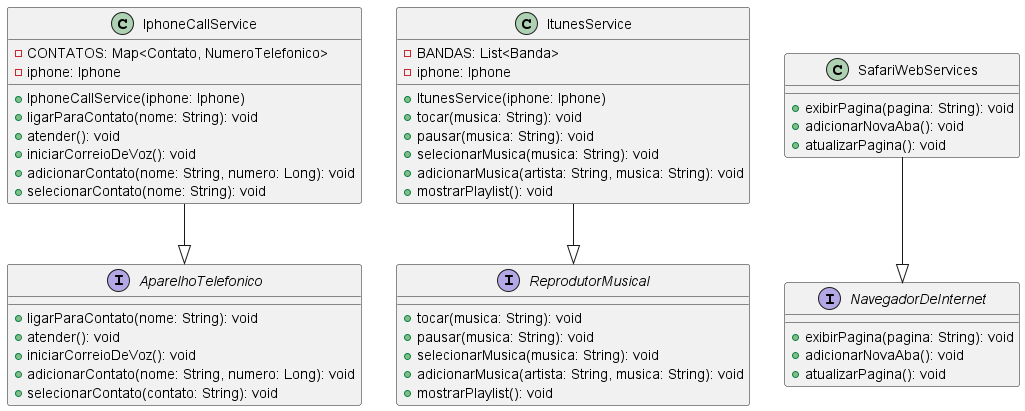 C IphoneCallService
CONTATOS: Map<Contato, NumeroTelefonico>
iphone: Iphone
IphoneCallService(iphone: Iphone)
ligarParaContato(nome: String): void
atender(): void
iniciarCorreioDeVoz(): void
adicionarContato(nome: String, numero: Long): void
selecionarContato(nome: String): void
C ItunesService
BANDAS: List<Banda>
iphone: Iphone
ItunesService(iphone: Iphone)
tocar(musica: String): void
pausar(musica: String): void
selecionarMusica(musica: String): void
adicionarMusica(artista: String, musica: String): void
mostrarPlaylist(): void
C SafariWebServices
exibirPagina(pagina: String): void
adicionarNovaAba(): void
atualizarPagina(): void
I AparelhoTelefonico
ligarParaContato(nome: String): void
atender(): void
iniciarCorreioDeVoz(): void
adicionarContato(nome: String, numero: Long): void
selecionarContato(contato: String): void
I ReprodutorMusical
tocar(musica: String): void
pausar(musica: String): void
selecionarMusica(musica: String): void
adicionarMusica(artista: String, musica: String): void
mostrarPlaylist(): void
I NavegadorDeInternet
exibirPagina(pagina: String): void
adicionarNovaAba(): void
atualizarPagina(): void